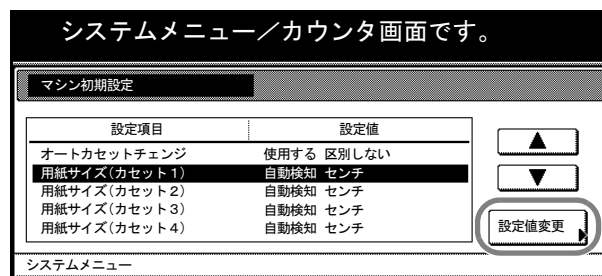 システムメニュー／カウンタ画面です。
マシン初期設定
設定項目 設定値
オートカセットチェンジ 使用する 区別しない
用紙サイズ(カセット1) 自動検知 センチ
用紙サイズ(カセット2) 自動検知 センチ
用紙サイズ(カセット3) 自動検知 センチ
用紙サイズ(カセット4) 自動検知 センチ
設定値変更
システムメニュー